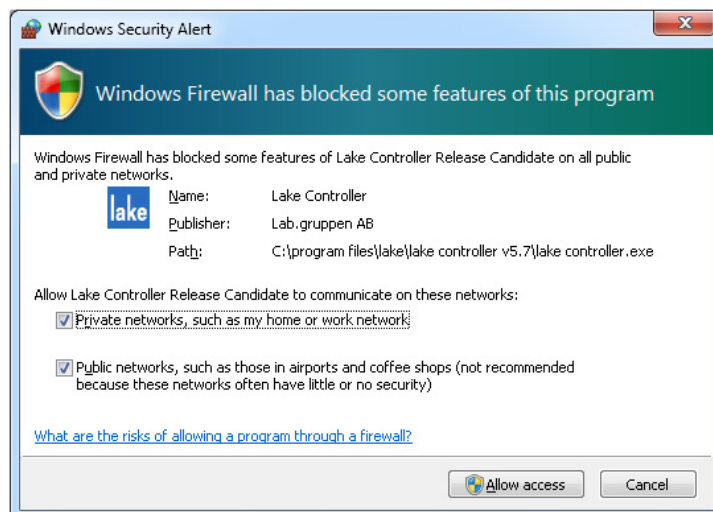 Windows Security Alert
Windows Firewall has blocked some features of this program
Windows Firewall has blocked some features of Lake Controller Release Candidate on all public
and private networks.
lake
Name: Lake Controller
Publisher: Lab.gruppen AB
Path: C:\program files\lake\lake controller v5.7\lake controller.exe
Allow Lake Controller Release Candidate to communicate on these networks:
Private networks, such as my home or work network
Public networks, such as those in airports and coffee shops (not recommended
because these networks often have little or no security)
What are the risks of allowing a program through a firewall?
Allow access Cancel